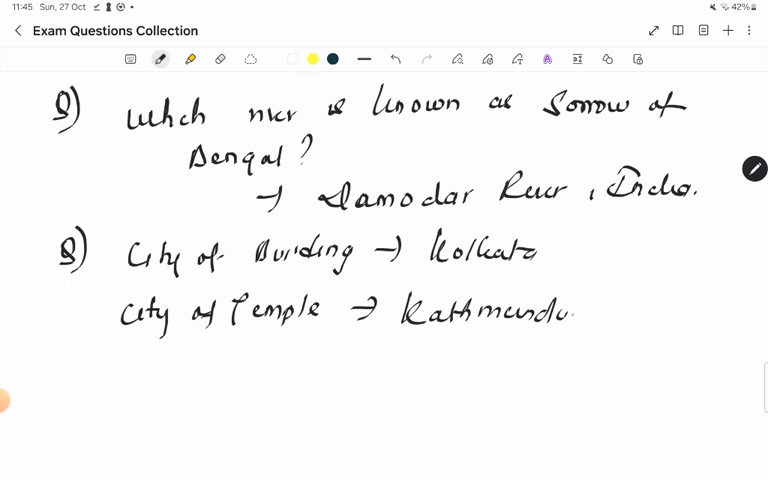 11:45 Sun, 27 Oct
42%
Exam Questions Collection
Q) Which river is known as Sorrow of
Bengal?
→ Damodar River, India.
Q) City of Building → Kolkata
City of Temple → Kathmandu.